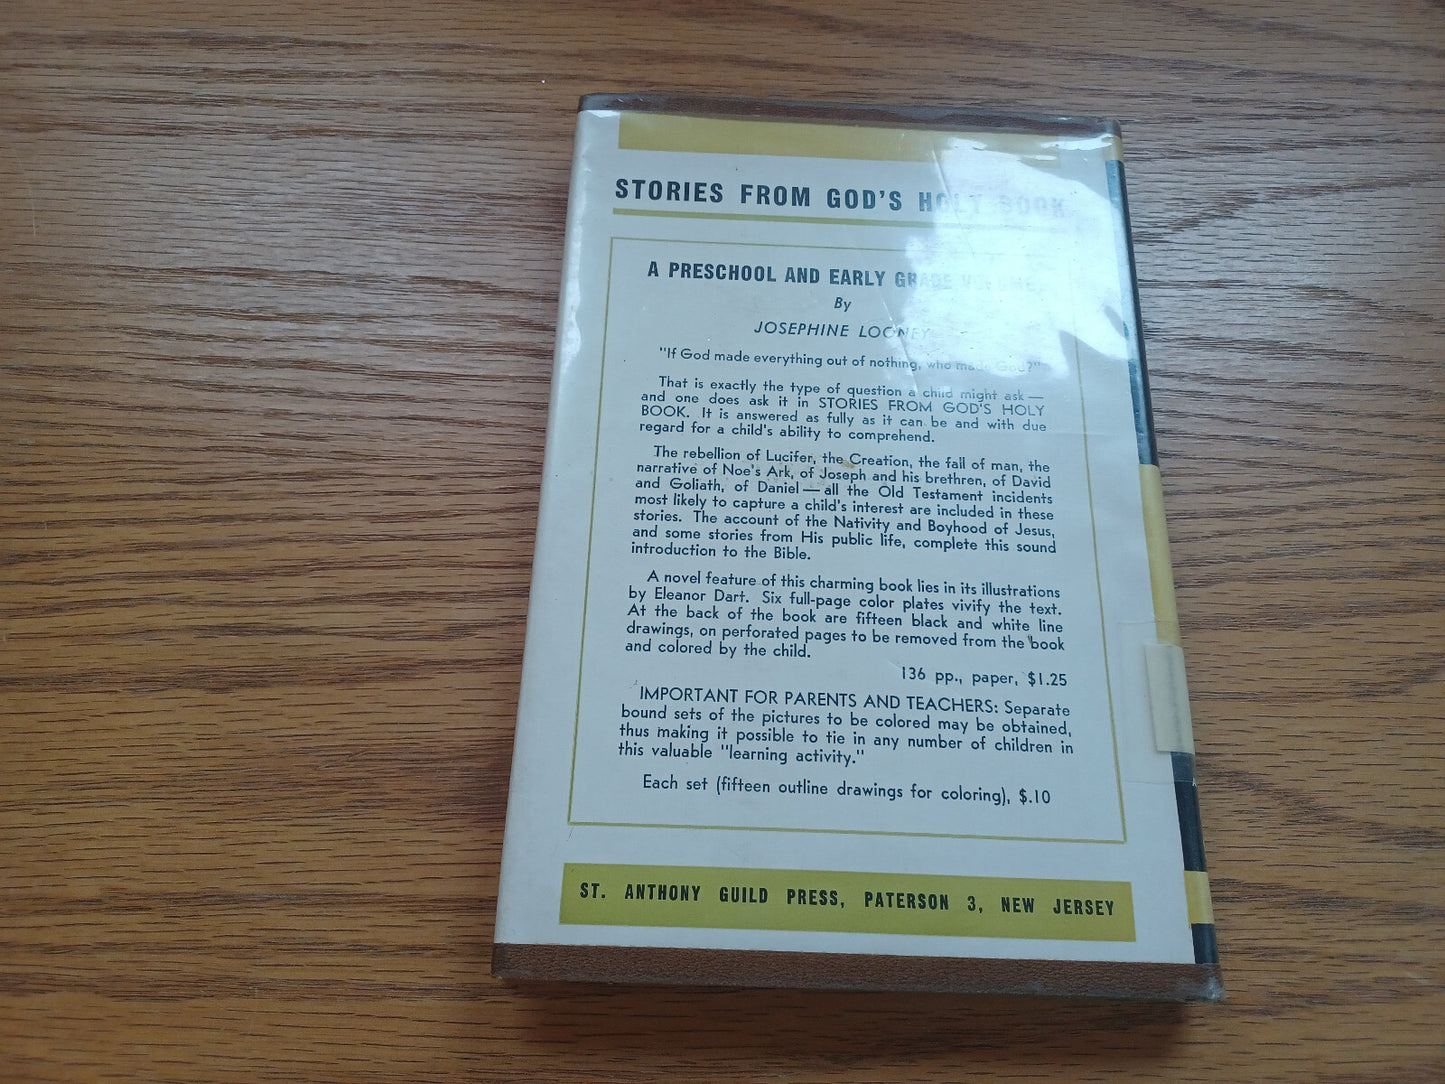 STORIES FROM GOD'S HOLY BOOK
A PRESCHOOL AND EARLY GRADE VOLUME
By
JOSEPHINE LOONEY
"If God made everything out of nothing, who made God?"
That is exactly the type of question a child might ask—
and one does ask it in STORIES FROM GOD'S HOLY
BOOK. It is answered as fully as it can be and with due
regard for a child's ability to comprehend.
The rebellion of Lucifer, the Creation, the fall of man, the
narrative of Noe's Ark, of Joseph and his brethren, of David
and Goliath, of Daniel—all the Old Testament incidents
most likely to capture a child's interest are included in these
stories. The account of the Nativity and Boyhood of Jesus,
and some stories from His public life, complete this sound
introduction to the Bible.
A novel feature of this charming book lies in its illustrations
by Eleanor Dart. Six full-page color plates vivify the text.
At the back of the book are fifteen black and white line
drawings, on perforated pages to be removed from the book
and colored by the child.
136 pp., paper, $1.25
IMPORTANT FOR PARENTS AND TEACHERS: Separate
bound sets of the pictures to be colored may be obtained,
thus making it possible to tie in any number of children in
this valuable "learning activity."
Each set (fifteen outline drawings for coloring), $.10
ST. ANTHONY GUILD PRESS, PATERSON 3, NEW JERSEY